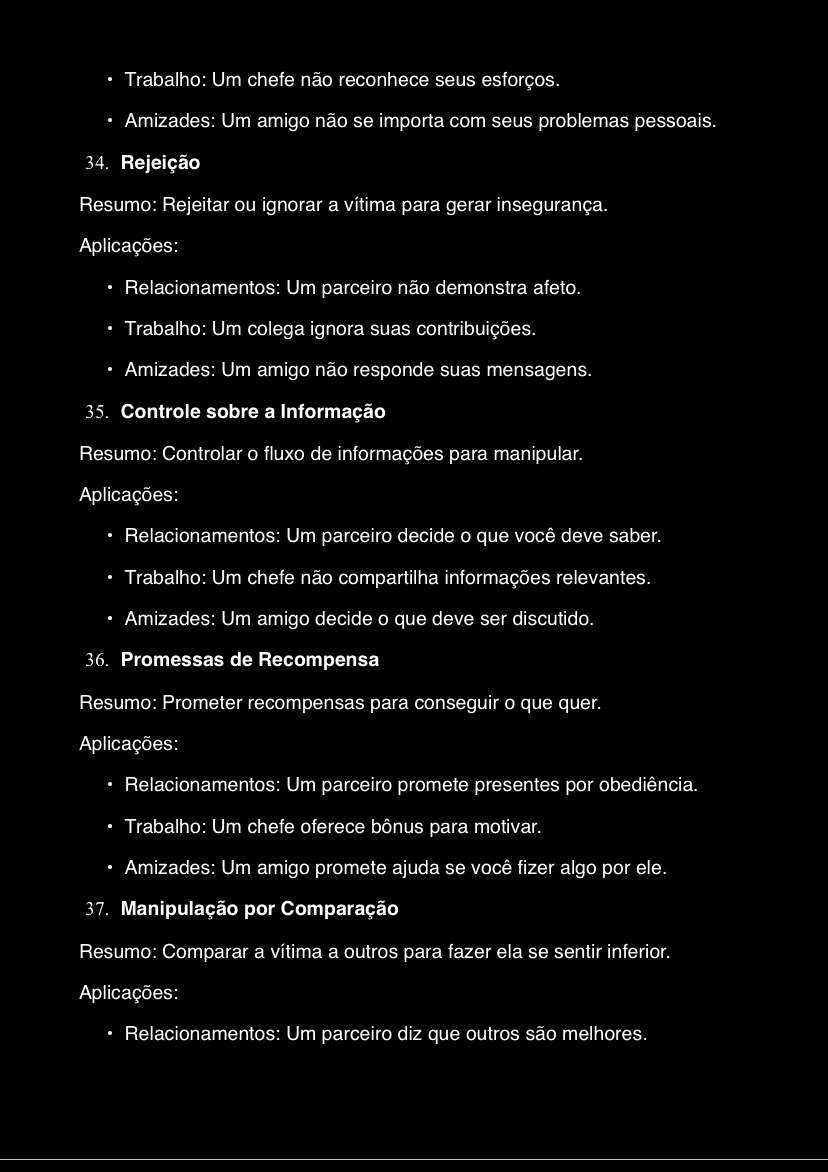 • Trabalho: Um chefe não reconhece seus esforços.
• Amizades: Um amigo não se importa com seus problemas pessoais.
34. Rejeição
Resumo: Rejeitar ou ignorar a vítima para gerar insegurança.
Aplicações:
• Relacionamentos: Um parceiro não demonstra afeto.
• Trabalho: Um colega ignora suas contribuições.
• Amizades: Um amigo não responde suas mensagens.
35. Controle sobre a Informação
Resumo: Controlar o fluxo de informações para manipular.
Aplicações:
• Relacionamentos: Um parceiro decide o que você deve saber.
• Trabalho: Um chefe não compartilha informações relevantes.
• Amizades: Um amigo decide o que deve ser discutido.
36. Promessas de Recompensa
Resumo: Prometer recompensas para conseguir o que quer.
Aplicações:
• Relacionamentos: Um parceiro promete presentes por obediência.
• Trabalho: Um chefe oferece bônus para motivar.
• Amizades: Um amigo promete ajuda se você fizer algo por ele.
37. Manipulação por Comparação
Resumo: Comparar a vítima a outros para fazer ela se sentir inferior.
Aplicações:
• Relacionamentos: Um parceiro diz que outros são melhores.